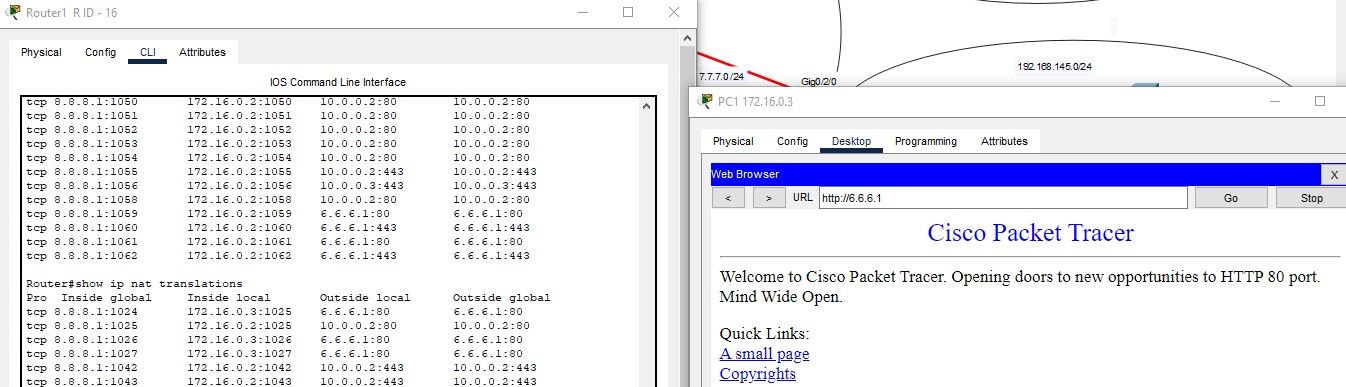 Router1 R ID - 16
Physical Config CLI Attributes
IOS Command Line Interface
tcp 8.8.8.1:1050 172.16.0.2:1050 10.0.0.2:80 10.0.0.2:80
tcp 8.8.8.1:1051 172.16.0.2:1051 10.0.0.2:80 10.0.0.2:80
tcp 8.8.8.1:1052 172.16.0.2:1052 10.0.0.2:80 10.0.0.2:80
tcp 8.8.8.1:1053 172.16.0.2:1053 10.0.0.2:80 10.0.0.2:80
tcp 8.8.8.1:1054 172.16.0.2:1054 10.0.0.2:80 10.0.0.2:80
tcp 8.8.8.1:1055 172.16.0.2:1055 10.0.0.2:443 10.0.0.2:443
tcp 8.8.8.1:1056 172.16.0.2:1056 10.0.0.3:443 10.0.0.3:443
tcp 8.8.8.1:1058 172.16.0.2:1058 10.0.0.2:80 10.0.0.2:80
tcp 8.8.8.1:1059 172.16.0.2:1059 6.6.6.1:80 6.6.6.1:80
tcp 8.8.8.1:1060 172.16.0.2:1060 6.6.6.1:443 6.6.6.1:443
tcp 8.8.8.1:1061 172.16.0.2:1061 6.6.6.1:80 6.6.6.1:80
tcp 8.8.8.1:1062 172.16.0.2:1062 6.6.6.1:443 6.6.6.1:443
Router#show ip nat translations
Pro Inside global Inside local Outside local Outside global
tcp 8.8.8.1:1024 172.16.0.3:1025 6.6.6.1:80 6.6.6.1:80
tcp 8.8.8.1:1025 172.16.0.2:1025 10.0.0.2:80 10.0.0.2:80
tcp 8.8.8.1:1026 172.16.0.3:1026 6.6.6.1:80 6.6.6.1:80
tcp 8.8.8.1:1027 172.16.0.3:1027 6.6.6.1:80 6.6.6.1:80
tcp 8.8.8.1:1042 172.16.0.2:1042 10.0.0.2:443 10.0.0.2:443
tcp 8.8.8.1:1043 172.16.0.2:1043 10.0.0.2:443 10.0.0.2:443
7.7.7.0 /24
Gig0/2/0
192.168.145.0/24
PC1 172.16.0.3
Physical Config Desktop Programming Attributes
Web Browser X
< > URL http://6.6.6.1 Go Stop
Cisco Packet Tracer
Welcome to Cisco Packet Tracer. Opening doors to new opportunities to HTTP 80 port.
Mind Wide Open.
Quick Links:
A small page
Copyrights